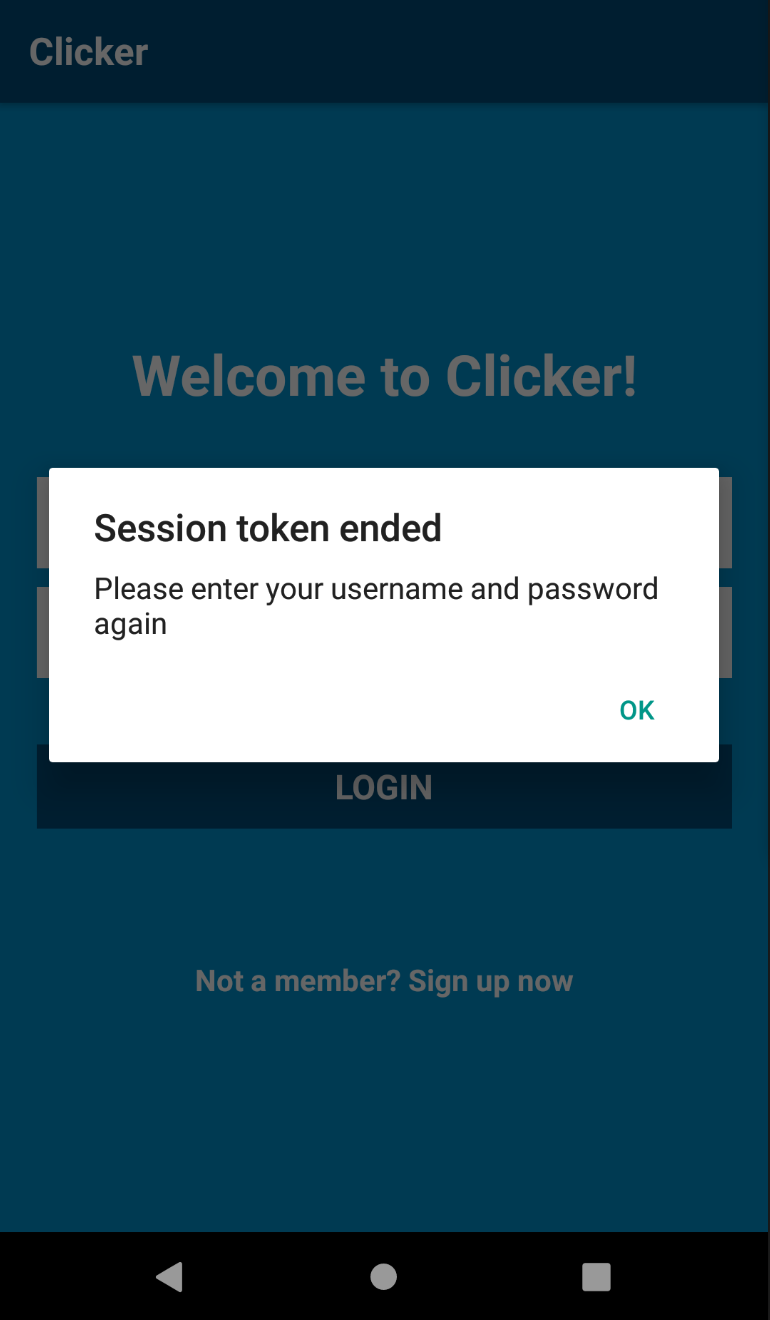 Clicker
Welcome to Clicker!
Session token ended
Please enter your username and password
again
OK
LOGIN
Not a member? Sign up now